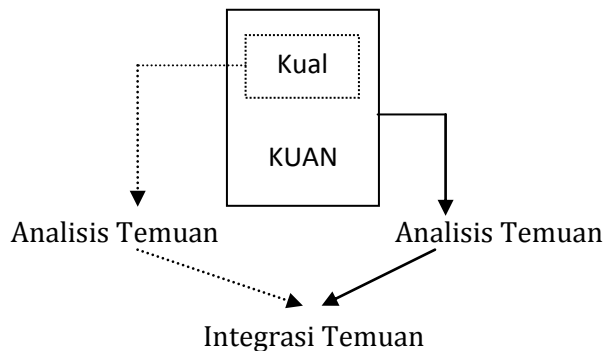 Kual
KUAN
Analisis Temuan
Analisis Temuan
Integrasi Temuan